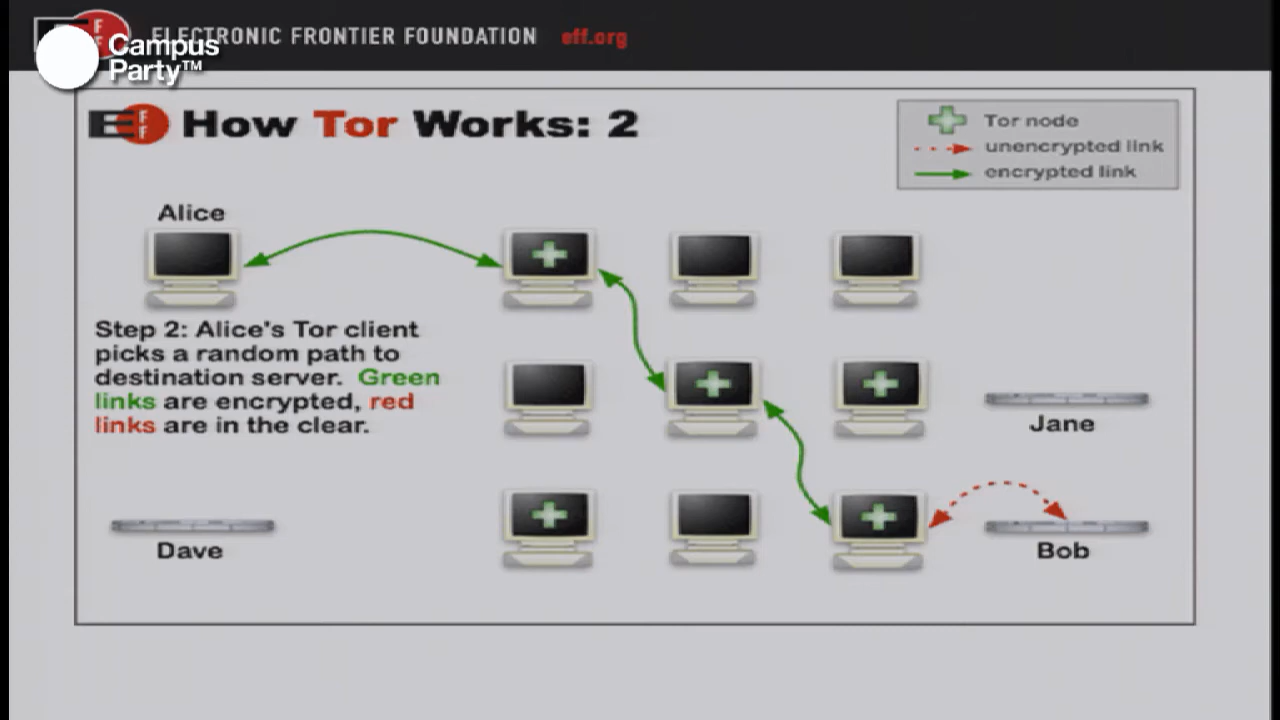 ELECTRONIC FRONTIER FOUNDATION eff.org
Campus
Party™
EFF How Tor Works: 2
Tor node
unencrypted link
encrypted link
Alice
Step 2: Alice's Tor client
picks a random path to
destination server. Green
links are encrypted, red
links are in the clear.
Jane
Dave
Bob